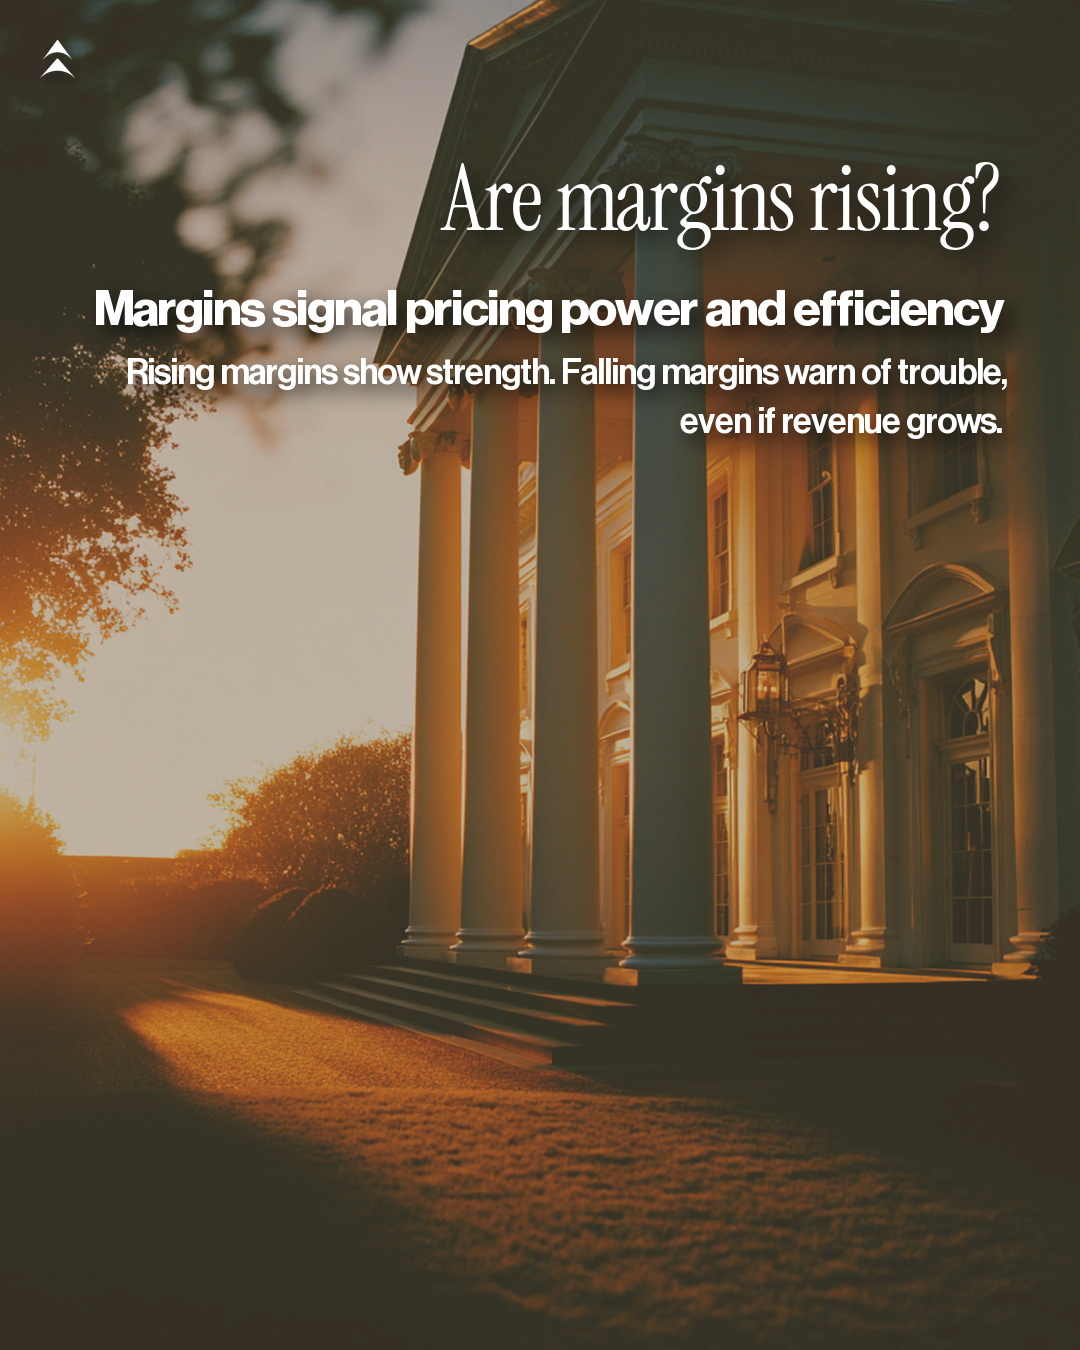 Are margins rising?
Margins signal pricing power and efficiency
Rising margins show strength. Falling margins warn of trouble,
even if revenue grows.